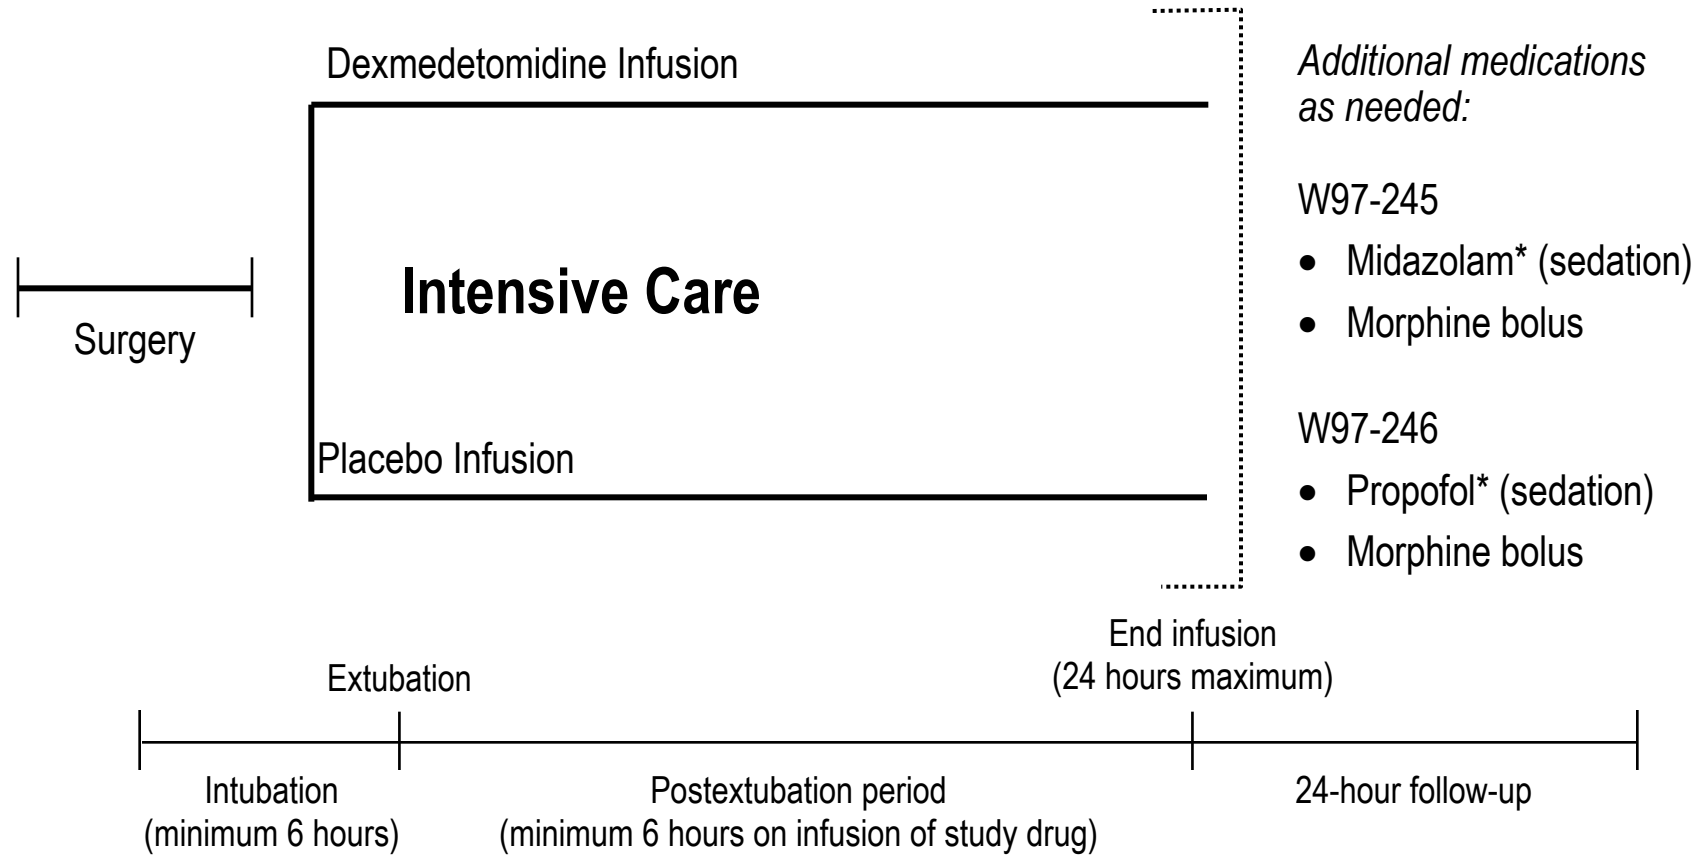 Dexmedetomidine Infusion
Additional medications
as needed:
W97-245
• Midazolam* (sedation)
• Morphine bolus
Intensive Care
Surgery
W97-246
Placebo Infusion
• Propofol* (sedation)
• Morphine bolus
End infusion
(24 hours maximum)
Extubation
Intubation
(minimum 6 hours)
Postextubation period
(minimum 6 hours on infusion of study drug)
24-hour follow-up